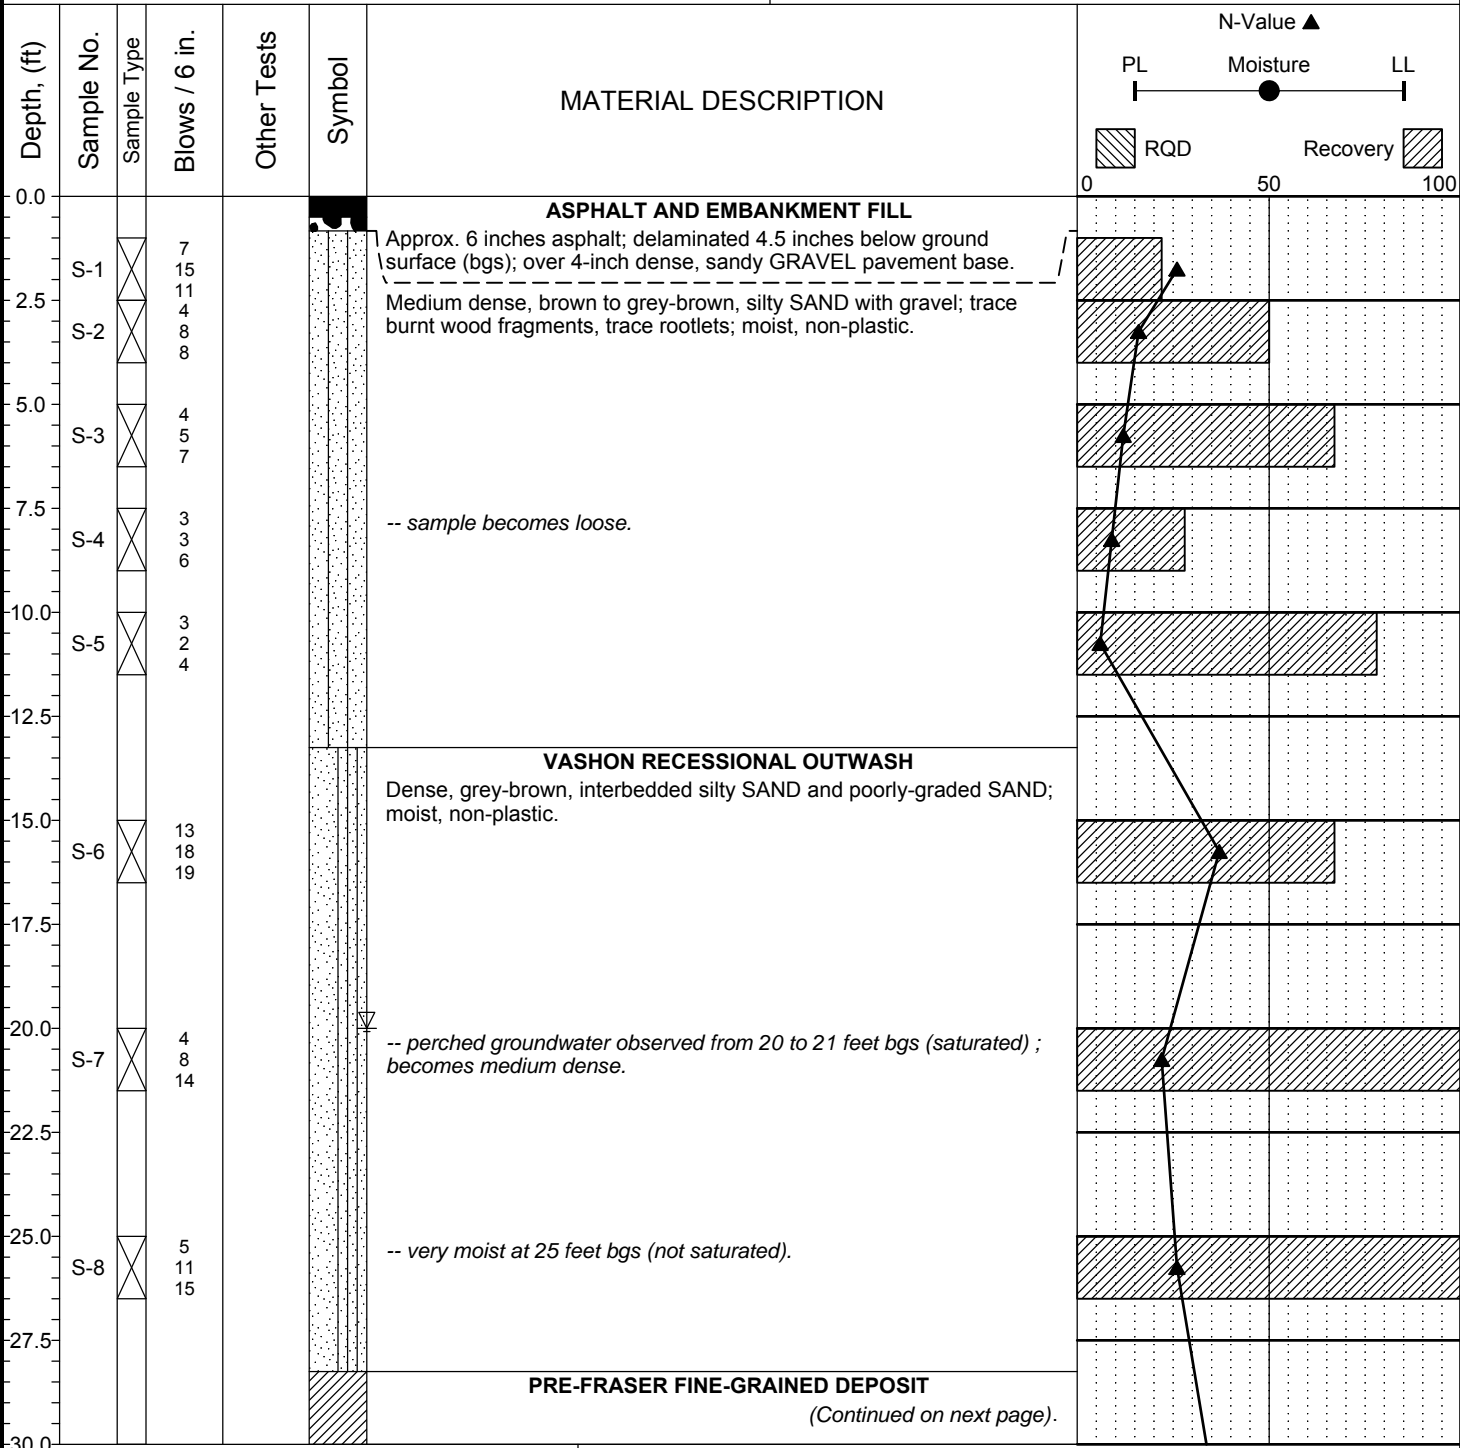 Depth, (ft)
Sample No.
Sample Type
Blows / 6 in.
Other Tests
Symbol
MATERIAL DESCRIPTION
N-Value ▲
PL Moisture LL
RQD Recovery
0 50 100
0.0
ASPHALT AND EMBANKMENT FILL
Approx. 6 inches asphalt; delaminated 4.5 inches below ground
surface (bgs); over 4-inch dense, sandy GRAVEL pavement base.
S-1
7
15
11
2.5
Medium dense, brown to grey-brown, silty SAND with gravel; trace
burnt wood fragments, trace rootlets; moist, non-plastic.
S-2
4
8
8
5.0
S-3
4
5
7
7.5
S-4
3
3
6
-- sample becomes loose.
10.0
S-5
3
2
4
12.5
VASHON RECESSIONAL OUTWASH
Dense, grey-brown, interbedded silty SAND and poorly-graded SAND;
moist, non-plastic.
15.0
S-6
13
18
19
17.5
20.0
S-7
4
8
14
-- perched groundwater observed from 20 to 21 feet bgs (saturated) ;
becomes medium dense.
22.5
25.0
S-8
5
11
15
-- very moist at 25 feet bgs (not saturated).
27.5
PRE-FRASER FINE-GRAINED DEPOSIT
(Continued on next page).
30.0